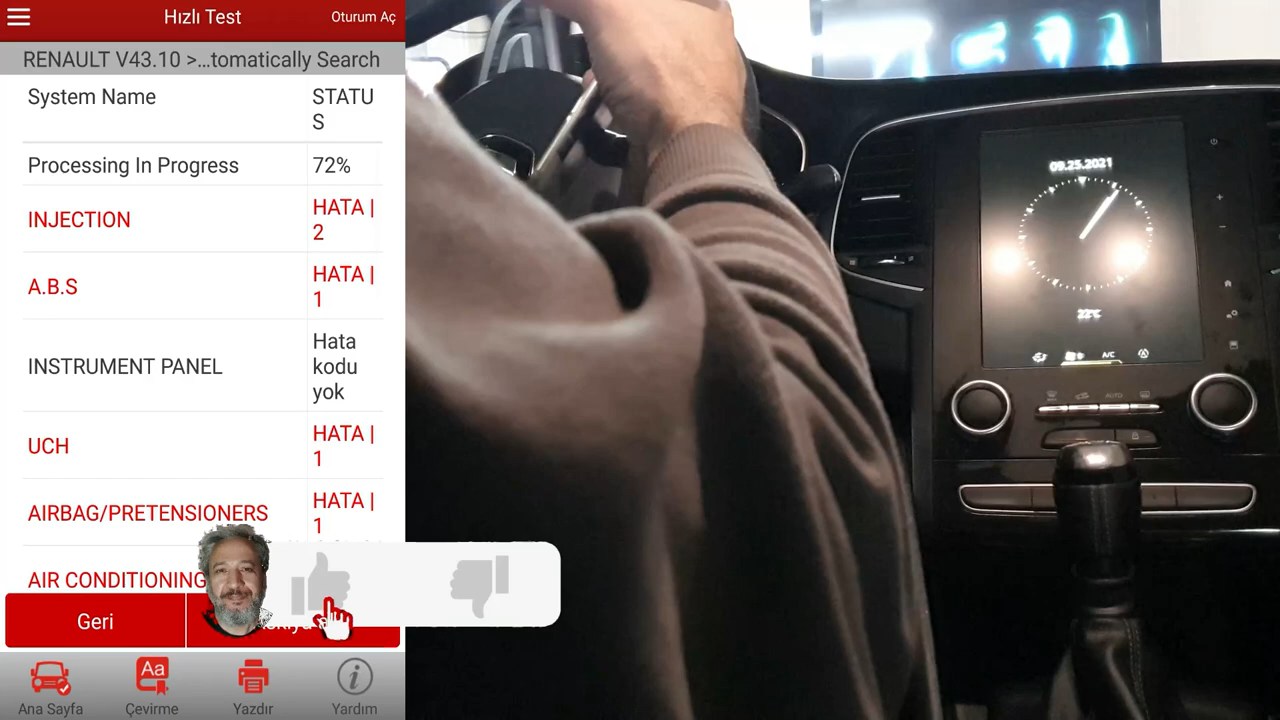 Hızlı Test
Oturum Aç
RENAULT V43.10 >...tomatically Search
System Name
STATU
S
Processing In Progress
72%
INJECTION
HATA |
2
A.B.S
HATA |
1
INSTRUMENT PANEL
Hata
kodu
yok
UCH
HATA |
1
AIRBAG/PRETENSIONERS
HATA |
1
AIR CONDITIONING
Geri
Ana Sayfa
Aa
Çevirme
Yazdır
Yardım
09.25.2021
22°C
A/C
AUTO